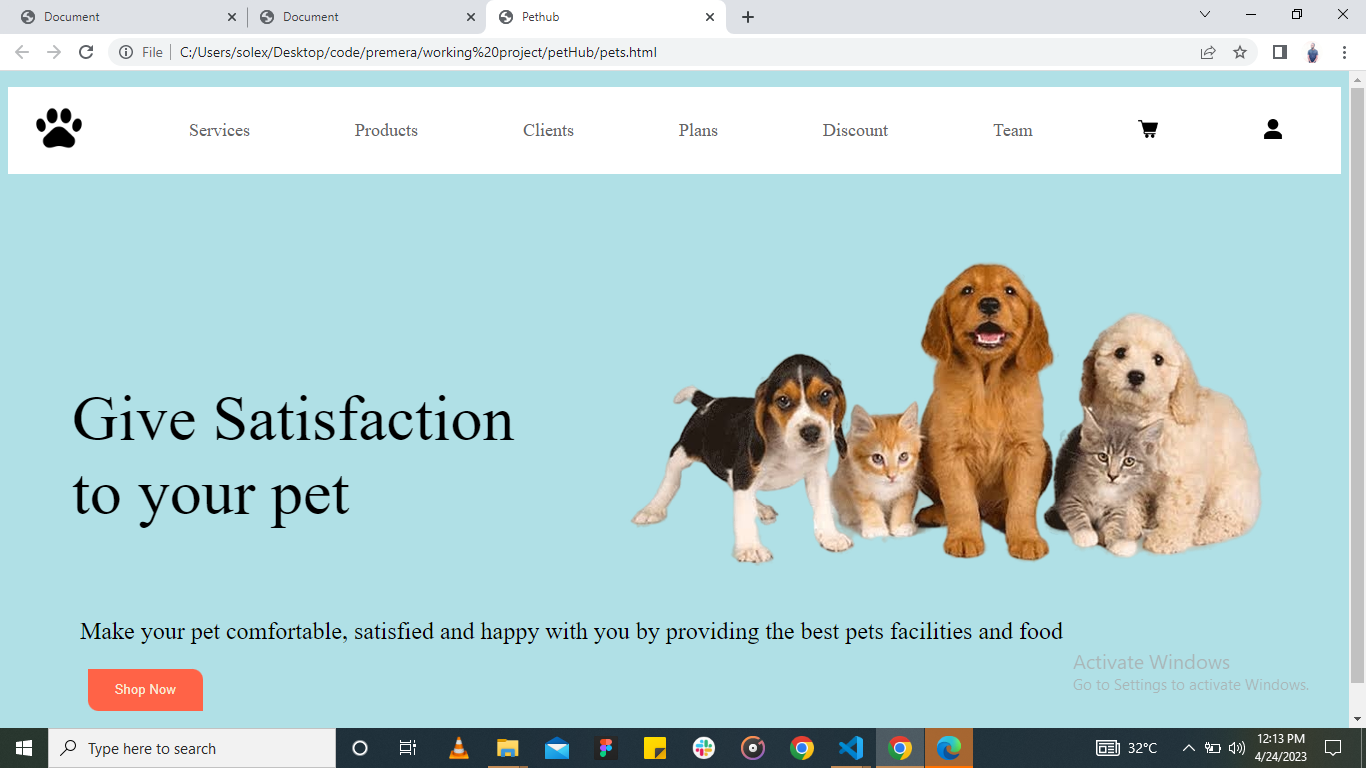 Document
Document
Pethub
File
C:/Users/solex/Desktop/code/premera/working%20project/petHub/pets.html
Services
Products
Clients
Plans
Discount
Team
Give Satisfaction
to your pet
Make your pet comfortable, satisfied and happy with you by providing the best pets facilities and food
Shop Now
Activate Windows
Go to Settings to activate Windows.
Type here to search
32°C
12:13 PM
4/24/2023